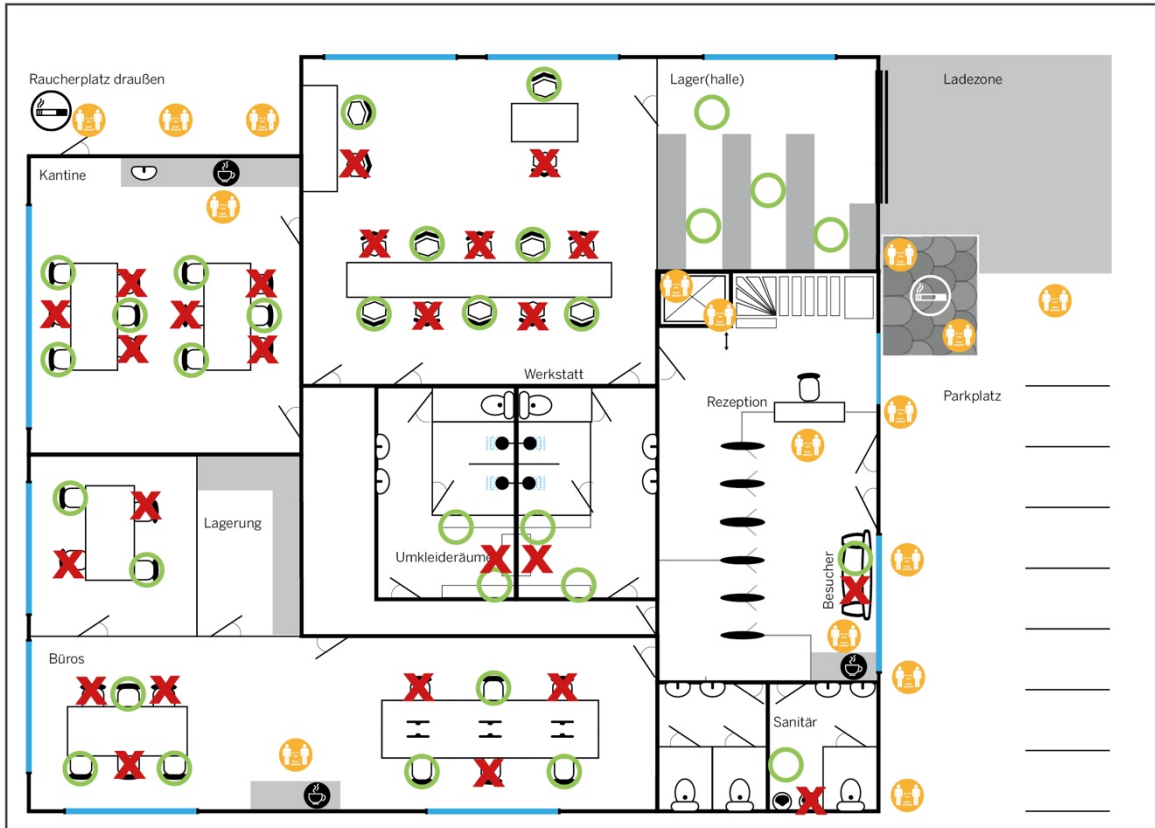 Raucherplatz draußen
Lager(halle)
Ladezone
Kantine
Werkstatt
Rezeption
Parkplatz
Lagerung
Umkleideräume
Besucher
Büros
Sanitär